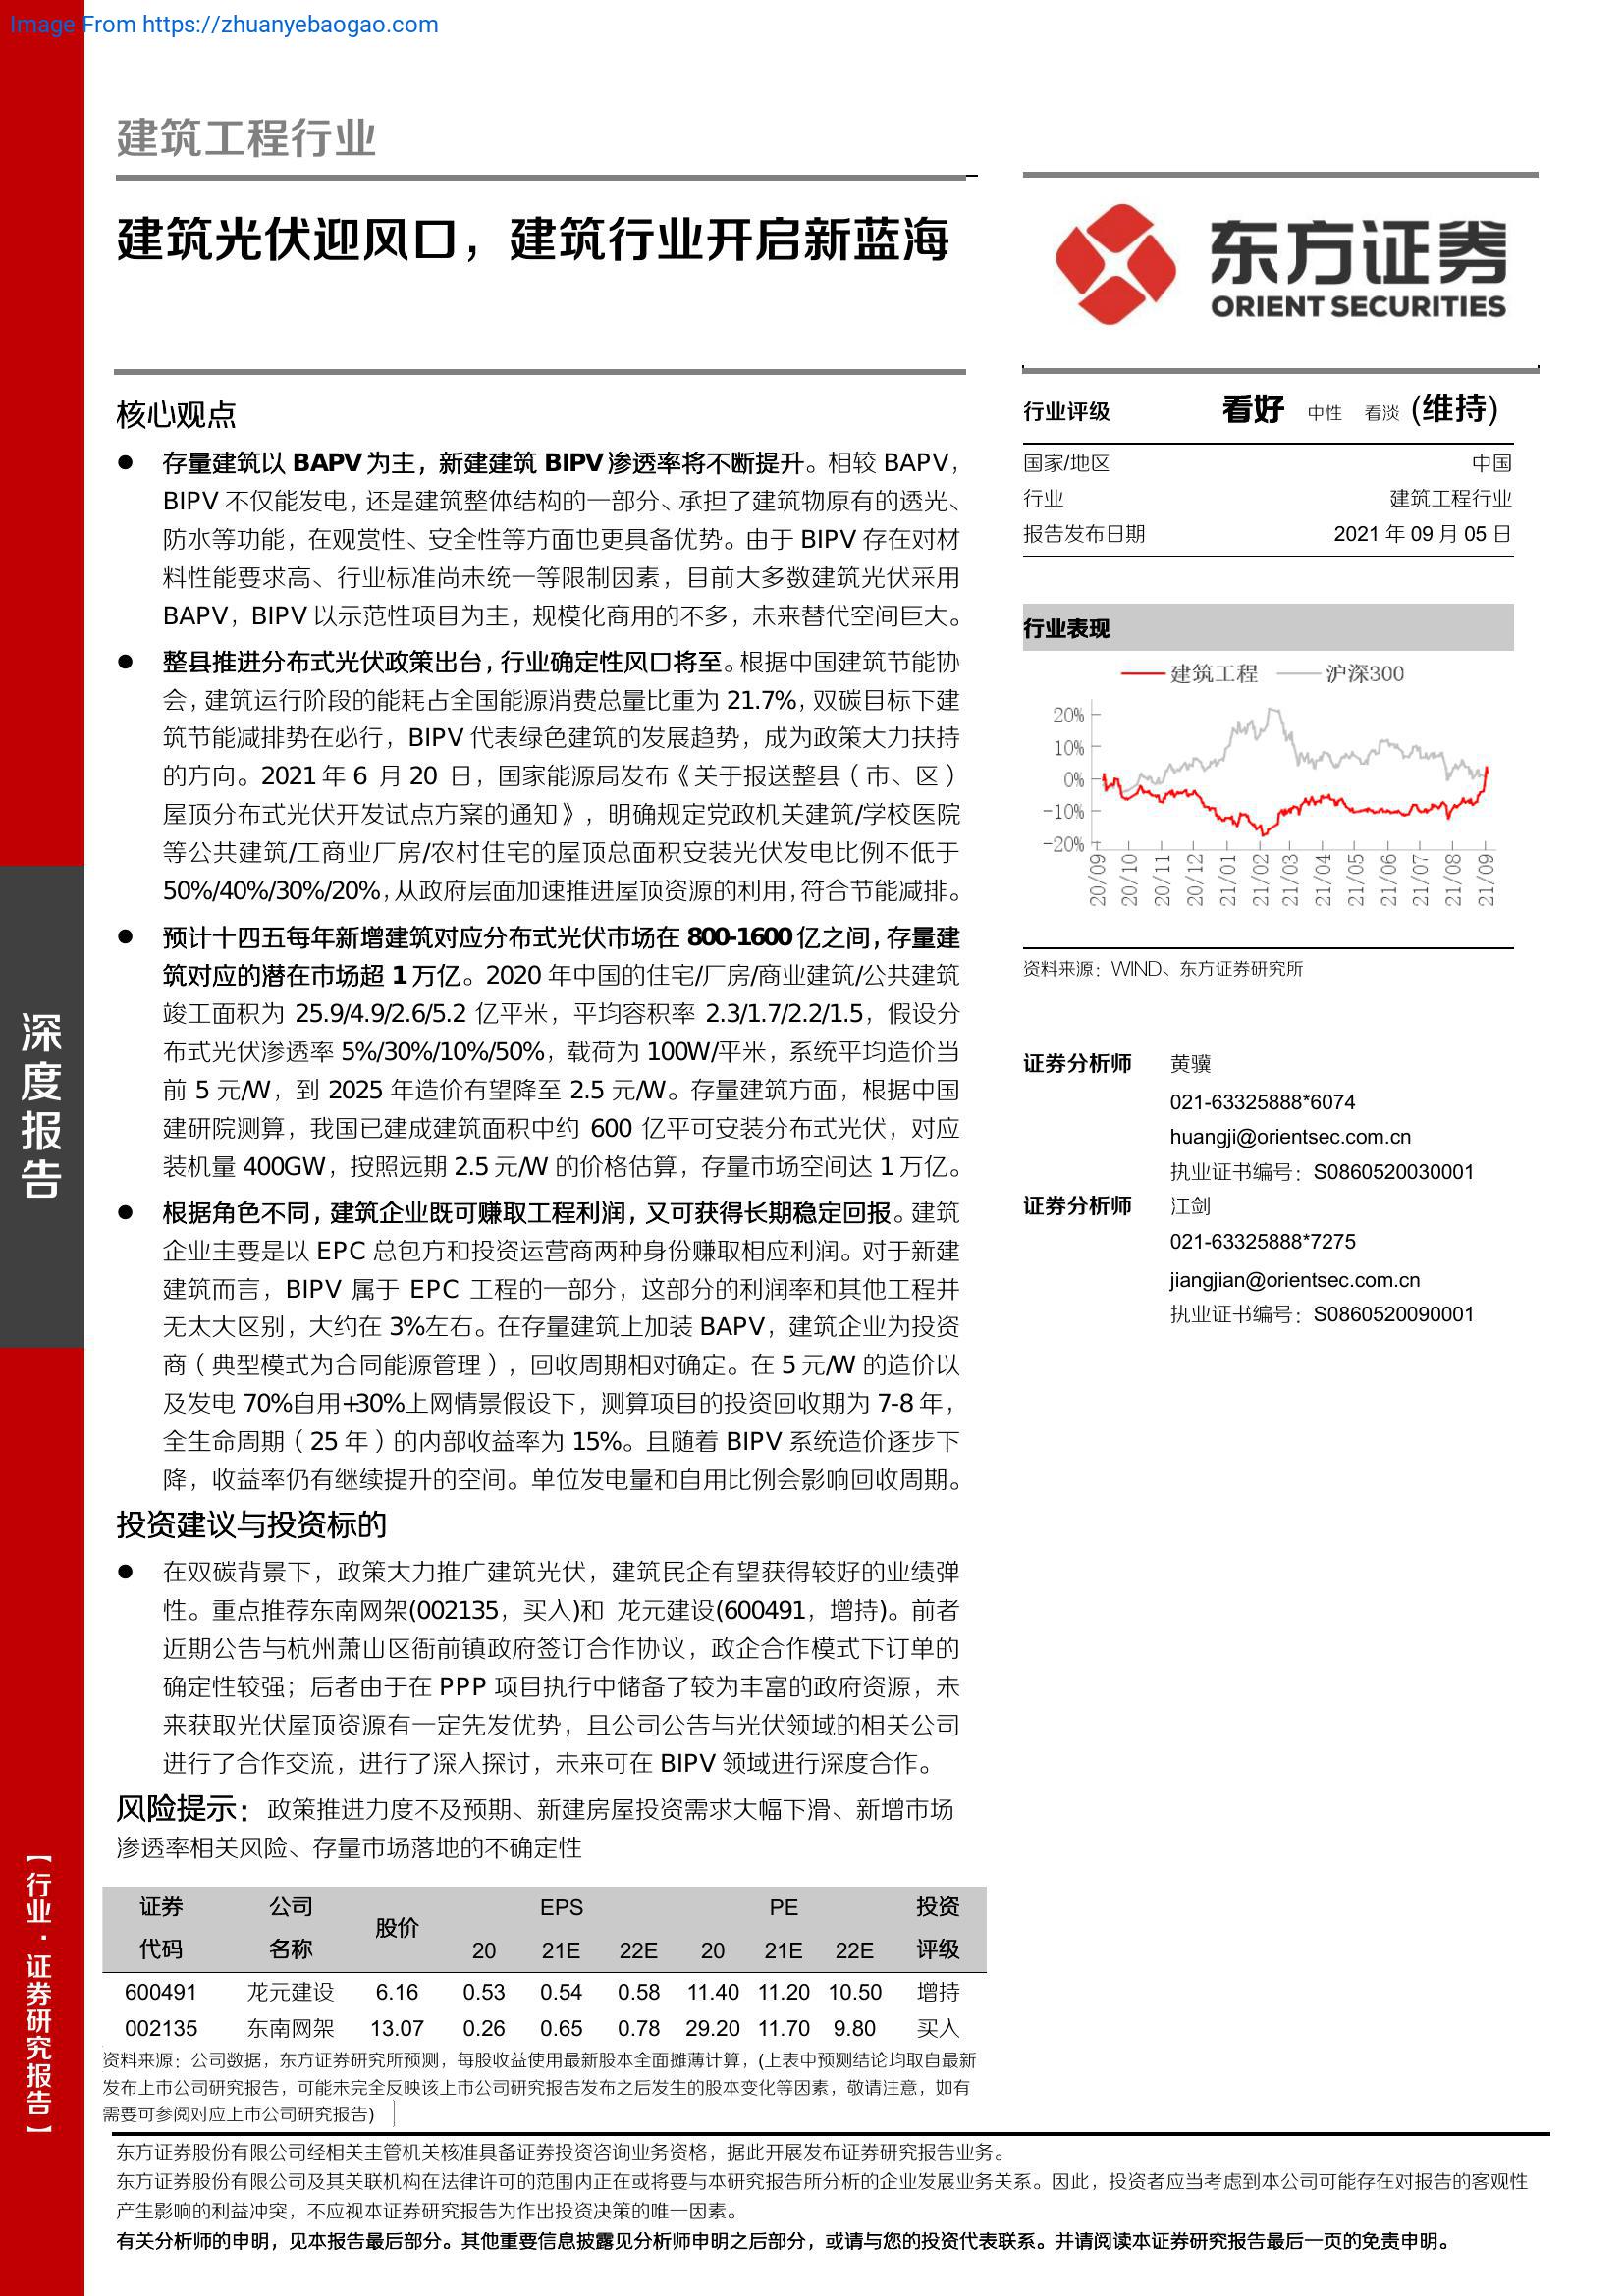 Image From https://zhuanyebaogao.com
建筑工程行业
建筑光伏迎风口，建筑行业开启新蓝海
东方证券
ORIENT SECURITIES
核心观点
● 存量建筑以 BAPV 为主，新建建筑 BIPV 渗透率将不断提升。相较 BAPV，
BIPV 不仅能发电，还是建筑整体结构的一部分、承担了建筑物原有的透光、
防水等功能，在观赏性、安全性等方面也更具备优势。由于 BIPV 存在对材
料性能要求高、行业标准尚未统一等限制因素，目前大多数建筑光伏采用
BAPV，BIPV 以示范性项目为主，规模化商用的不多，未来替代空间巨大。
● 整县推进分布式光伏政策出台，行业确定性风口将至。根据中国建筑节能协
会，建筑运行阶段的能耗占全国能源消费总量比重为 21.7%，双碳目标下建
筑节能减排势在必行，BIPV 代表绿色建筑的发展趋势，成为政策大力扶持
的方向。2021 年 6 月 20 日，国家能源局发布《关于报送整县（市、区）
屋顶分布式光伏开发试点方案的通知》，明确规定党政机关建筑/学校医院
等公共建筑/工商业厂房/农村住宅的屋顶总面积安装光伏发电比例不低于
50%/40%/30%/20%，从政府层面加速推进屋顶资源的利用，符合节能减排。
● 预计十四五每年新增建筑对应分布式光伏市场在 800-1600 亿之间，存量建
筑对应的潜在市场超 1 万亿。2020 年中国的住宅/厂房/商业建筑/公共建筑
竣工面积为 25.9/4.9/2.6/5.2 亿平米，平均容积率 2.3/1.7/2.2/1.5，假设分
布式光伏渗透率 5%/30%/10%/50%，载荷为 100W/平米，系统平均造价当
前 5 元/W，到 2025 年造价有望降至 2.5 元/W。存量建筑方面，根据中国
建研院测算，我国已建成建筑面积中约 600 亿平可安装分布式光伏，对应
装机量 400GW，按照远期 2.5 元/W 的价格估算，存量市场空间达 1 万亿。
● 根据角色不同，建筑企业既可赚取工程利润，又可获得长期稳定回报。建筑
企业主要是以 EPC 总包方和投资运营商两种身份赚取相应利润。对于新建
建筑而言，BIPV 属于 EPC 工程的一部分，这部分的利润率和其他工程并
无太大区别，大约在 3%左右。在存量建筑上加装 BAPV，建筑企业为投资
商（典型模式为合同能源管理），回收周期相对确定。在 5 元/W 的造价以
及发电 70%自用+30%上网情景假设下，测算项目的投资回收期为 7-8 年，
全生命周期（25 年）的内部收益率为 15%。且随着 BIPV 系统造价逐步下
降，收益率仍有继续提升的空间。单位发电量和自用比例会影响回收周期。
投资建议与投资标的
● 在双碳背景下，政策大力推广建筑光伏，建筑民企有望获得较好的业绩弹
性。重点推荐东南网架(002135，买入)和 龙元建设(600491，增持)。前者
近期公告与杭州萧山区衙前镇政府签订合作协议，政企合作模式下订单的
确定性较强；后者由于在 PPP 项目执行中储备了较为丰富的政府资源，未
来获取光伏屋顶资源有一定先发优势，且公司公告与光伏领域的相关公司
进行了合作交流，进行了深入探讨，未来可在 BIPV 领域进行深度合作。
风险提示：政策推进力度不及预期、新建房屋投资需求大幅下滑、新增市场
渗透率相关风险、存量市场落地的不确定性
证券 公司 股价 EPS PE 投资
代码 名称 20 21E 22E 20 21E 22E 评级
600491 龙元建设 6.16 0.53 0.54 0.58 11.40 11.20 10.50 增持
002135 东南网架 13.07 0.26 0.65 0.78 29.20 11.70 9.80 买入
资料来源：公司数据，东方证券研究所预测，每股收益使用最新股本全面摊薄计算，(上表中预测结论均取自最新
发布上市公司研究报告，可能未完全反映该上市公司研究报告发布之后发生的股本变化等因素，敬请注意，如有
需要可参阅对应上市公司研究报告)
行业评级 看好 中性 看淡 (维持)
国家/地区 中国
行业 建筑工程行业
报告发布日期 2021 年 09 月 05 日
行业表现
建筑工程 沪深300
20%
10%
0%
-10%
-20%
20/09 20/10 20/11 20/12 21/01 21/02 21/03 21/04 21/05 21/06 21/07 21/08 21/09
资料来源：WIND、东方证券研究所
证券分析师 黄骥
021-63325888*6074
huangji@orientsec.com.cn
执业证书编号：S0860520030001
证券分析师 江剑
021-63325888*7275
jiangjian@orientsec.com.cn
执业证书编号：S0860520090001
深度报告
【行业·证券研究报告】
东方证券股份有限公司经相关主管机关核准具备证券投资咨询业务资格，据此开展发布证券研究报告业务。
东方证券股份有限公司及其关联机构在法律许可的范围内正在或将要与本研究报告所分析的企业发展业务关系。因此，投资者应当考虑到本公司可能存在对报告的客观性
产生影响的利益冲突，不应视本证券研究报告为作出投资决策的唯一因素。
有关分析师的申明，见本报告最后部分。其他重要信息披露见分析师申明之后部分，或请与您的投资代表联系。并请阅读本证券研究报告最后一页的免责申明。